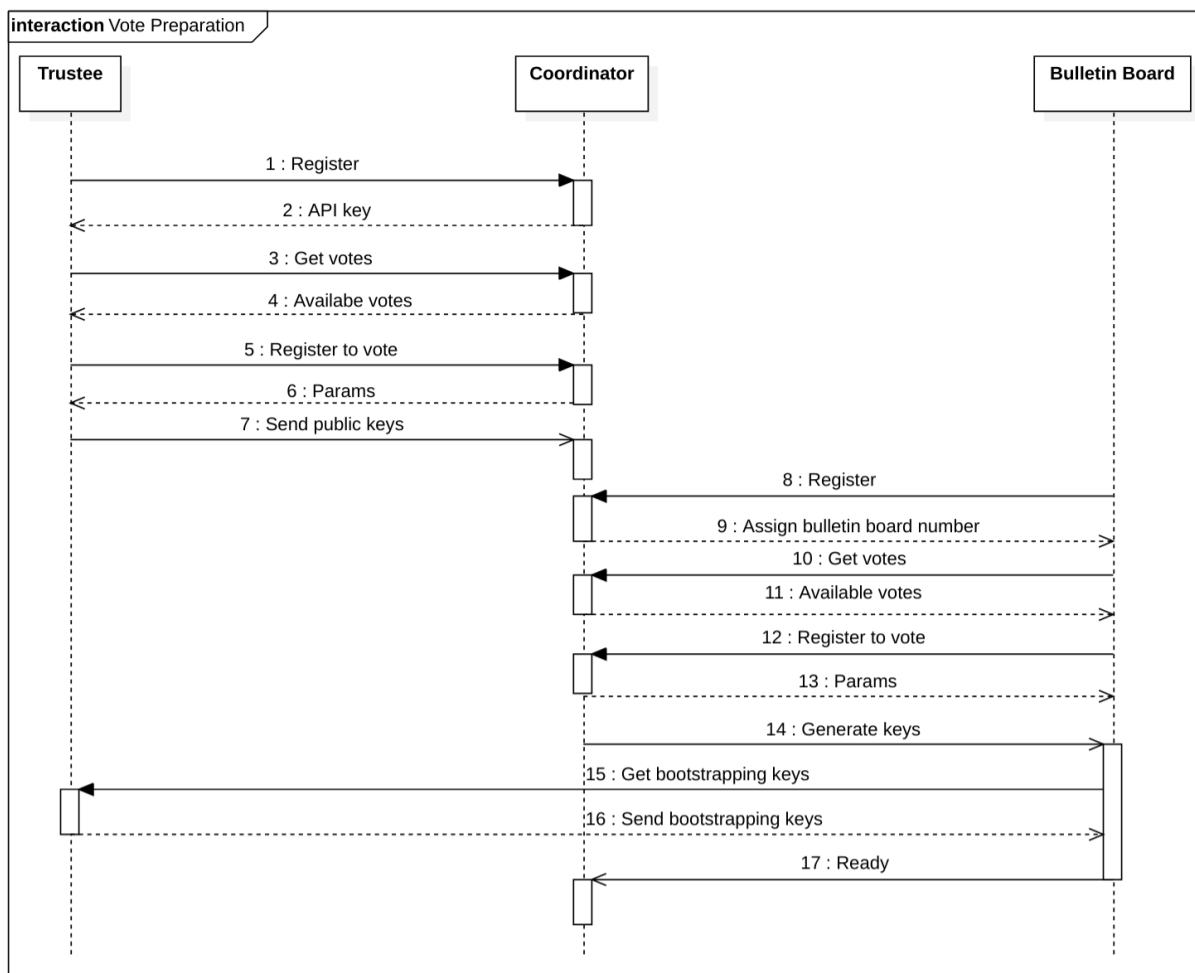 interaction Vote Preparation
Trustee
Coordinator
Bulletin Board
1 : Register
2 : API key
3 : Get votes
4 : Availabe votes
5 : Register to vote
6 : Params
7 : Send public keys
8 : Register
9 : Assign bulletin board number
10 : Get votes
11 : Available votes
12 : Register to vote
13 : Params
14 : Generate keys
15 : Get bootstrapping keys
16 : Send bootstrapping keys
17 : Ready